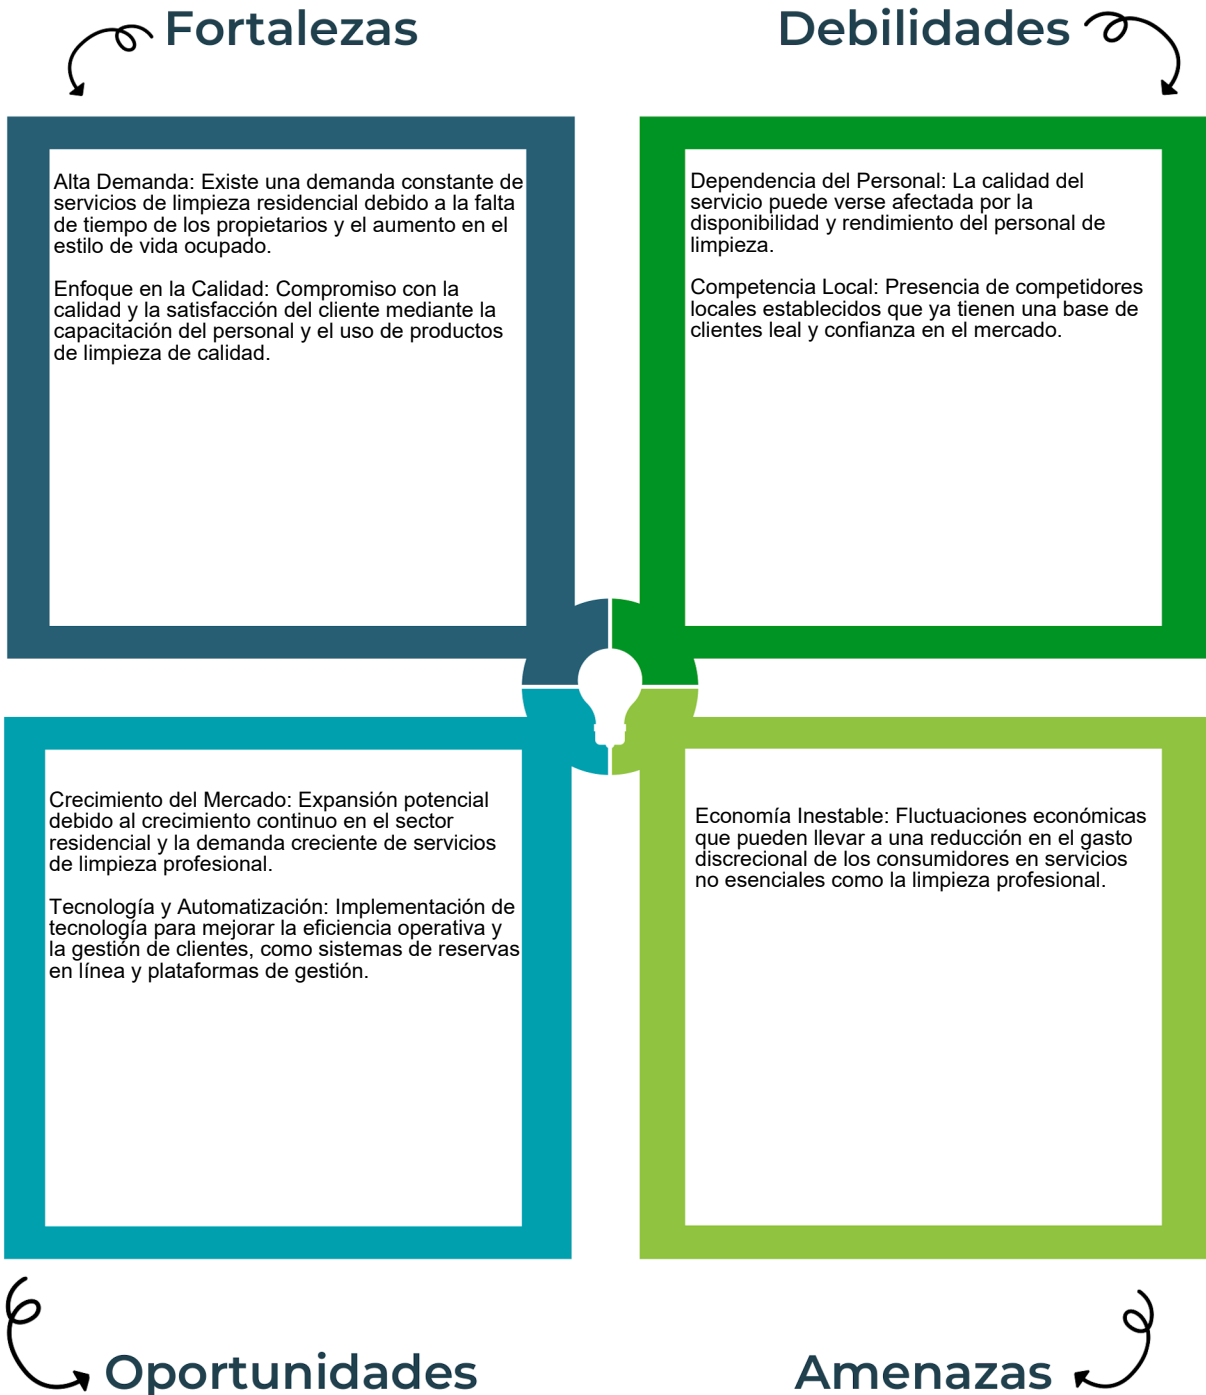 Fortalezas
Alta Demanda: Existe una demanda constante de
servicios de limpieza residencial debido a la falta
de tiempo de los propietarios y el aumento en el
estilo de vida ocupado.
Enfoque en la Calidad: Compromiso con la
calidad y la satisfacción del cliente mediante la
capacitación del personal y el uso de productos
de limpieza de calidad.
Debilidades
Dependencia del Personal: La calidad del
servicio puede verse afectada por la
disponibilidad y rendimiento del personal de
limpieza.
Competencia Local: Presencia de competidores
locales establecidos que ya tienen una base de
clientes leal y confianza en el mercado.
Crecimiento del Mercado: Expansión potencial
debido al crecimiento continuo en el sector
residencial y la demanda creciente de servicios
de limpieza profesional.
Tecnología y Automatización: Implementación de
tecnología para mejorar la eficiencia operativa y
la gestión de clientes, como sistemas de reservas
en línea y plataformas de gestión.
Oportunidades
Economía Inestable: Fluctuaciones económicas
que pueden llevar a una reducción en el gasto
discrecional de los consumidores en servicios
no esenciales como la limpieza profesional.
Amenazas